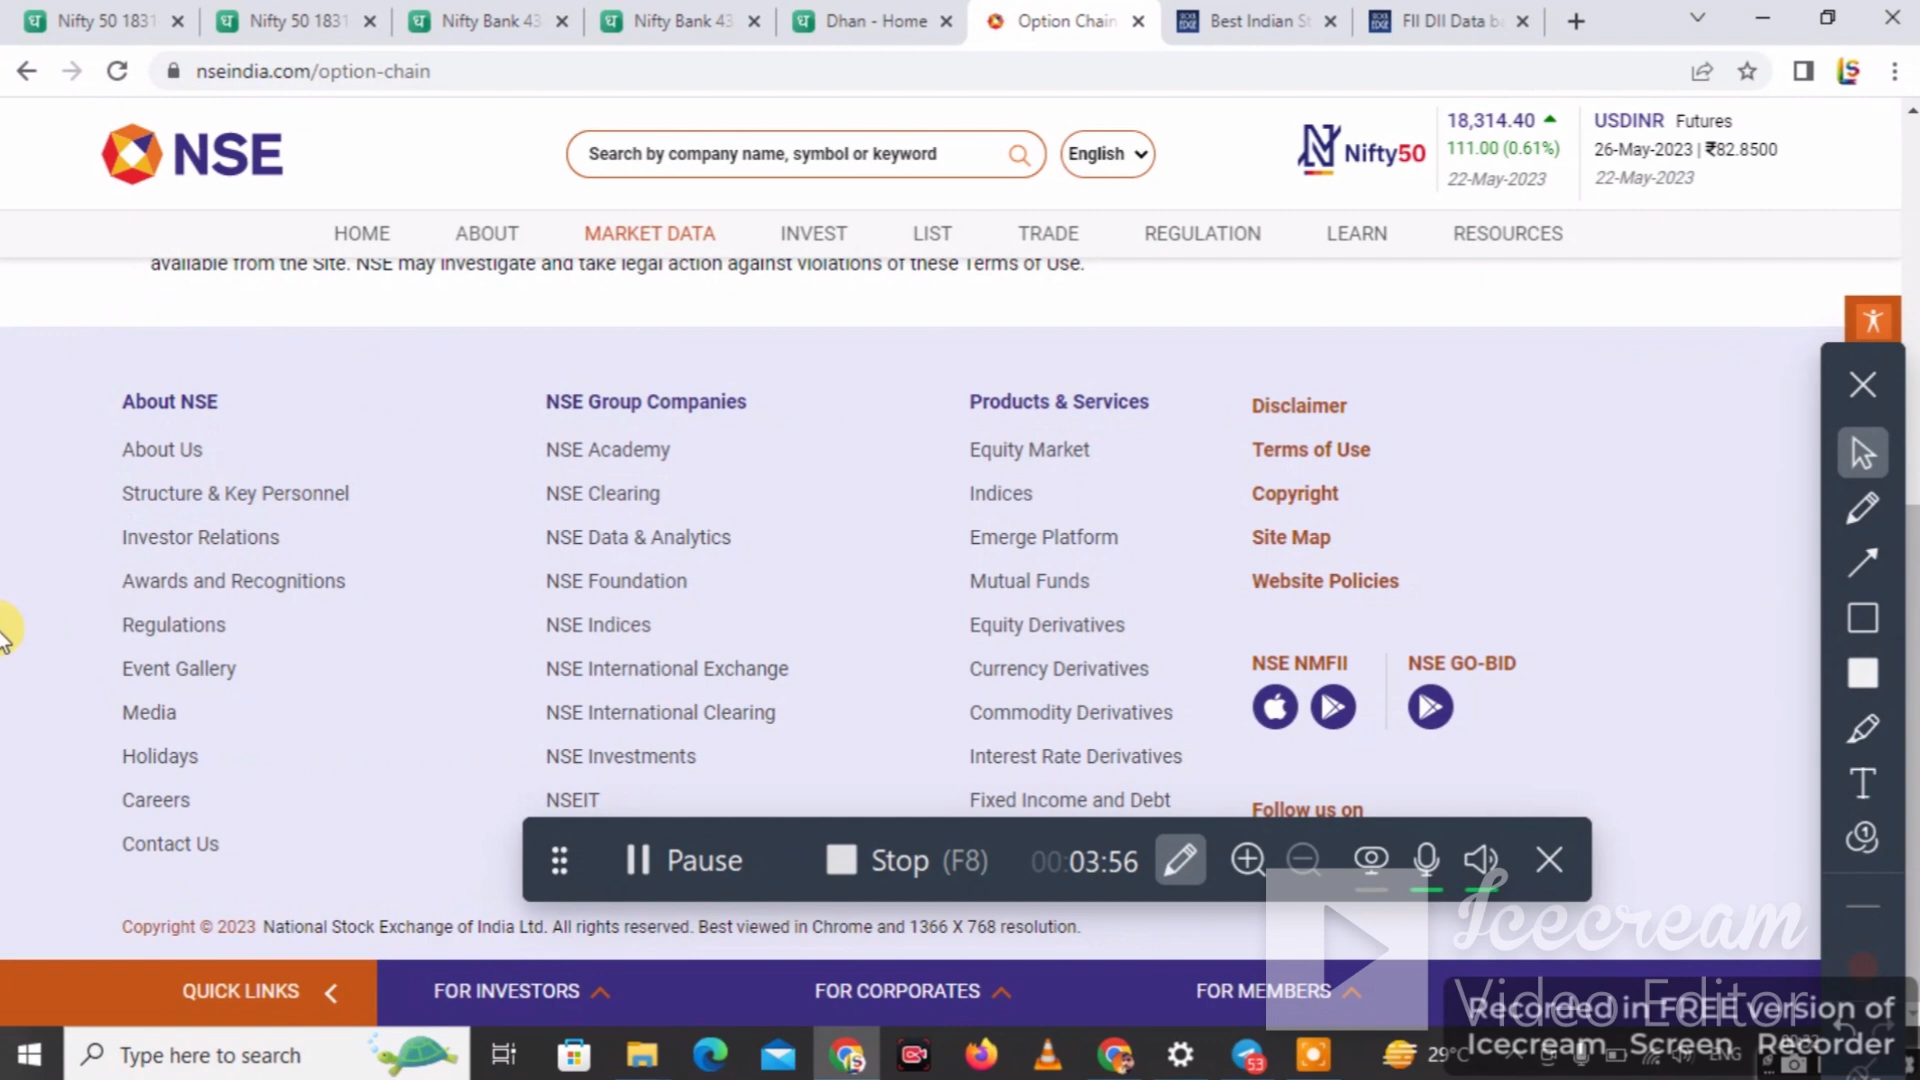 Nifty 50 1831
Nifty 50 1831
Nifty Bank 43
Nifty Bank 43
Dhan - Home
Option Chain
Best Indian St
FII DII Data ba
nseindia.com/option-chain
NSE
Search by company name, symbol or keyword
English
Nifty50
18,314.40
111.00 (0.61%)
22-May-2023
USDINR Futures
26-May-2023 | ₹82.8500
22-May-2023
HOME
ABOUT
MARKET DATA
INVEST
LIST
TRADE
REGULATION
LEARN
RESOURCES
available from the Site. NSE may investigate and take legal action against violations of these Terms of Use.
About NSE
About Us
Structure & Key Personnel
Investor Relations
Awards and Recognitions
Regulations
Event Gallery
Media
Holidays
Careers
Contact Us
NSE Group Companies
NSE Academy
NSE Clearing
NSE Data & Analytics
NSE Foundation
NSE Indices
NSE International Exchange
NSE International Clearing
NSE Investments
NSEIT
Products & Services
Equity Market
Indices
Emerge Platform
Mutual Funds
Equity Derivatives
Currency Derivatives
Commodity Derivatives
Interest Rate Derivatives
Fixed Income and Debt
Disclaimer
Terms of Use
Copyright
Site Map
Website Policies
NSE NMFII
NSE GO-BID
Follow us on
Pause
Stop (F8)
00:03:56
Copyright © 2023 National Stock Exchange of India Ltd. All rights reserved. Best viewed in Chrome and 1366 X 768 resolution.
QUICK LINKS
FOR INVESTORS
FOR CORPORATES
FOR MEMBERS
Icecream
Video Editor
Recorded in FREE version of
Icecream Screen Recorder
Type here to search
53
29°C
ENG